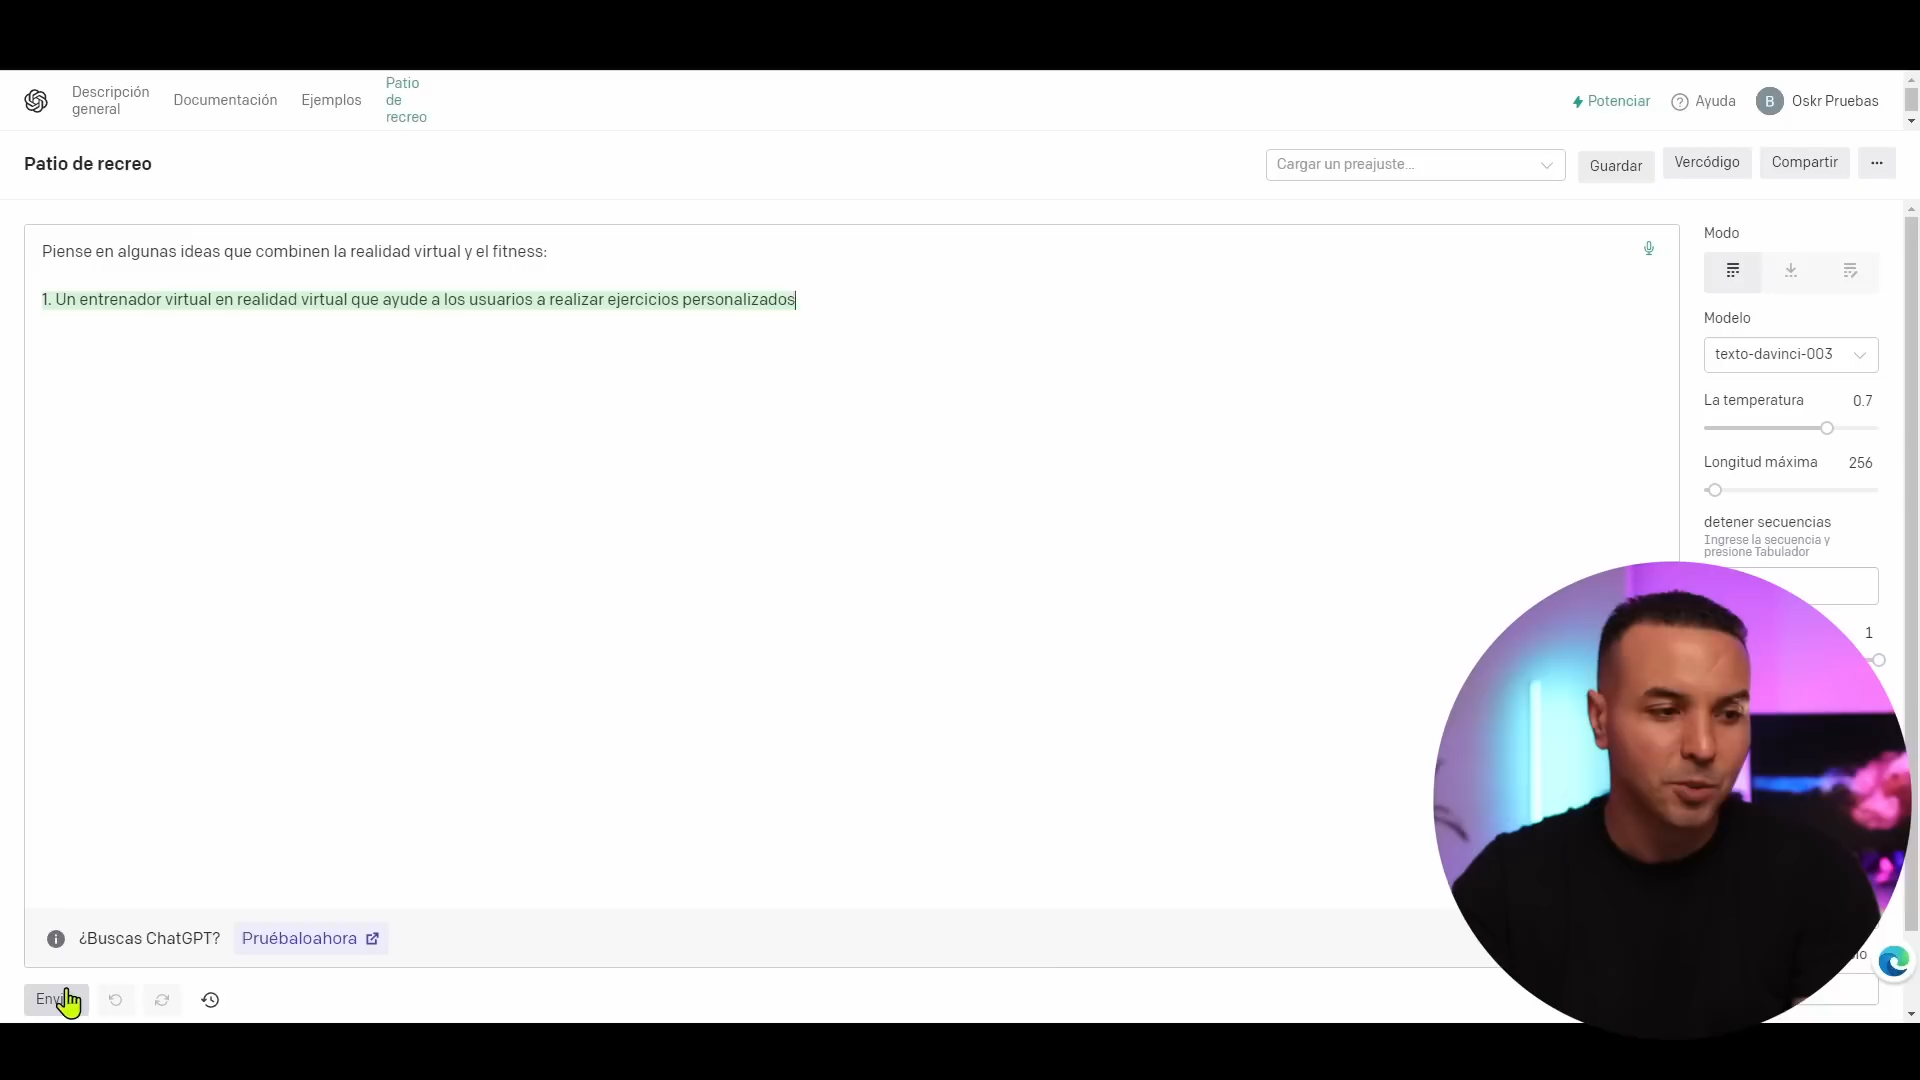 Descripción
general
Documentación
Ejemplos
Patio
de
recreo
Potenciar
Ayuda
B
Oskr Pruebas
Patio de recreo
Cargar un preajuste...
Guardar
Vercódigo
Compartir
Piense en algunas ideas que combinen la realidad virtual y el fitness:
1. Un entrenador virtual en realidad virtual que ayude a los usuarios a realizar ejercicios personalizados
Modo
Modelo
texto-davinci-003
La temperatura 0.7
Longitud máxima 256
detener secuencias
Ingrese la secuencia y
presione Tabulador
1
¿Buscas ChatGPT? Pruébaloahora